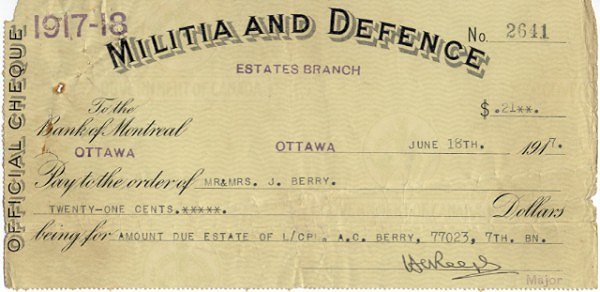 1917-18
OFFICIAL CHEQUE
MILITIA AND DEFENCE
No. 2641
ESTATES BRANCH
To the
$ .21**.
Bank of Montreal
OTTAWA OTTAWA JUNE 18TH. 1917.
Pay to the order of MR&MRS. J. BERRY.
TWENTY-ONE CENTS.*****. Dollars
being for AMOUNT DUE ESTATE OF L/CPL. A.C. BERRY, 77023, 7TH. BN.
Major